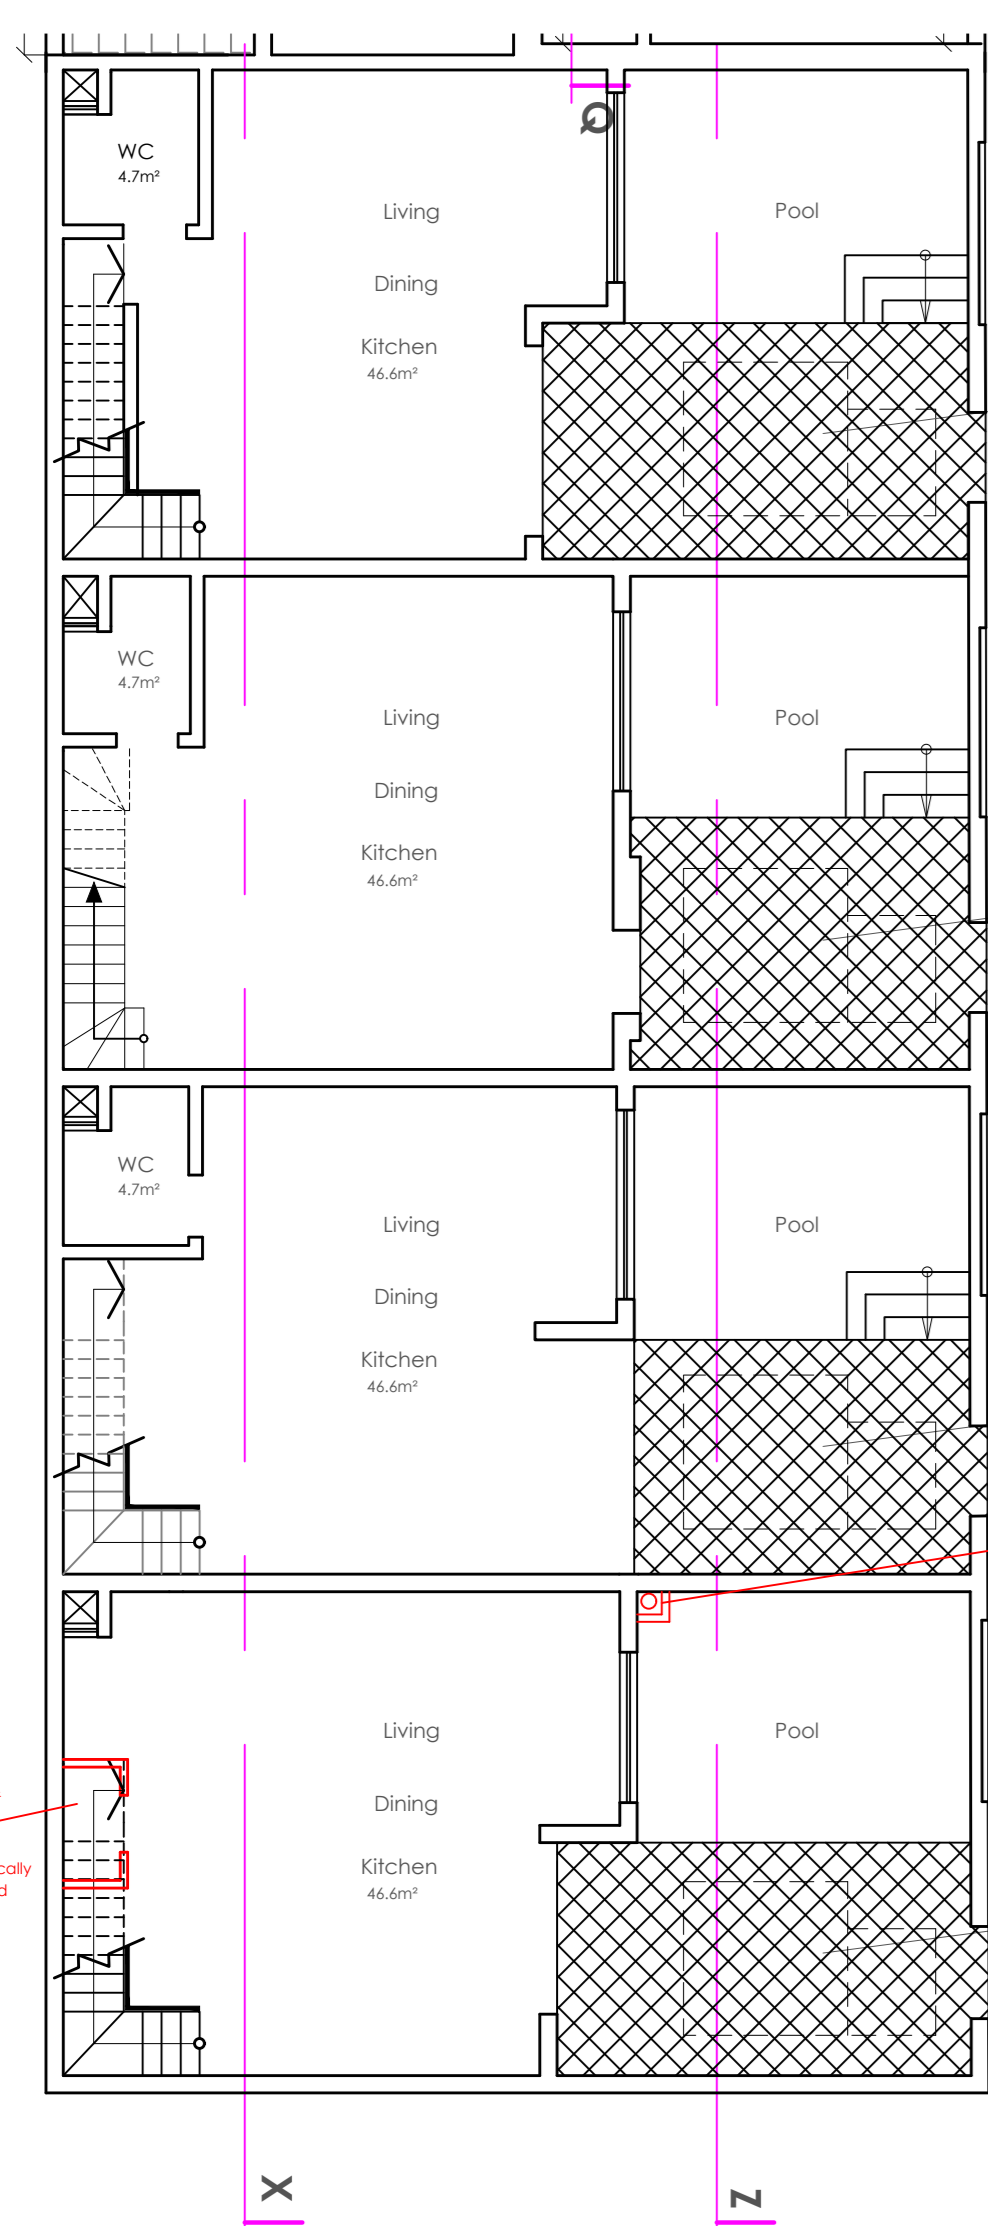 Q
WC
4.7m²
Living
Pool
Dining
Kitchen
46.6m²
WC
4.7m²
Living
Pool
Dining
Kitchen
46.6m²
WC
4.7m²
Living
Pool
Dining
Kitchen
46.6m²
Living
Pool
Dining
Kitchen
46.6m²
X
Z